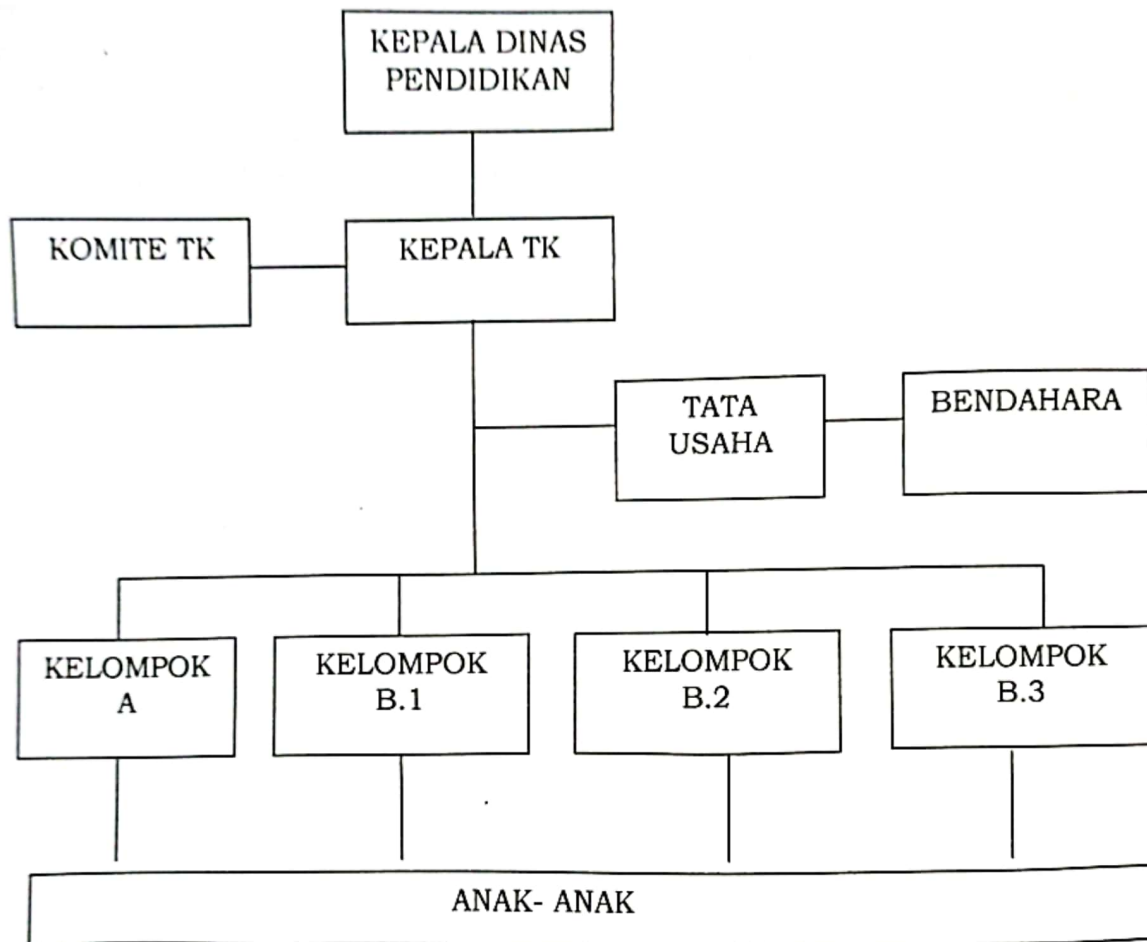 KEPALA DINAS
PENDIDIKAN
KOMITE TK
KEPALA TK
TATA
USAHA
BENDAHARA
KELOMPOK
A
KELOMPOK
B.1
KELOMPOK
B.2
KELOMPOK
B.3
ANAK- ANAK